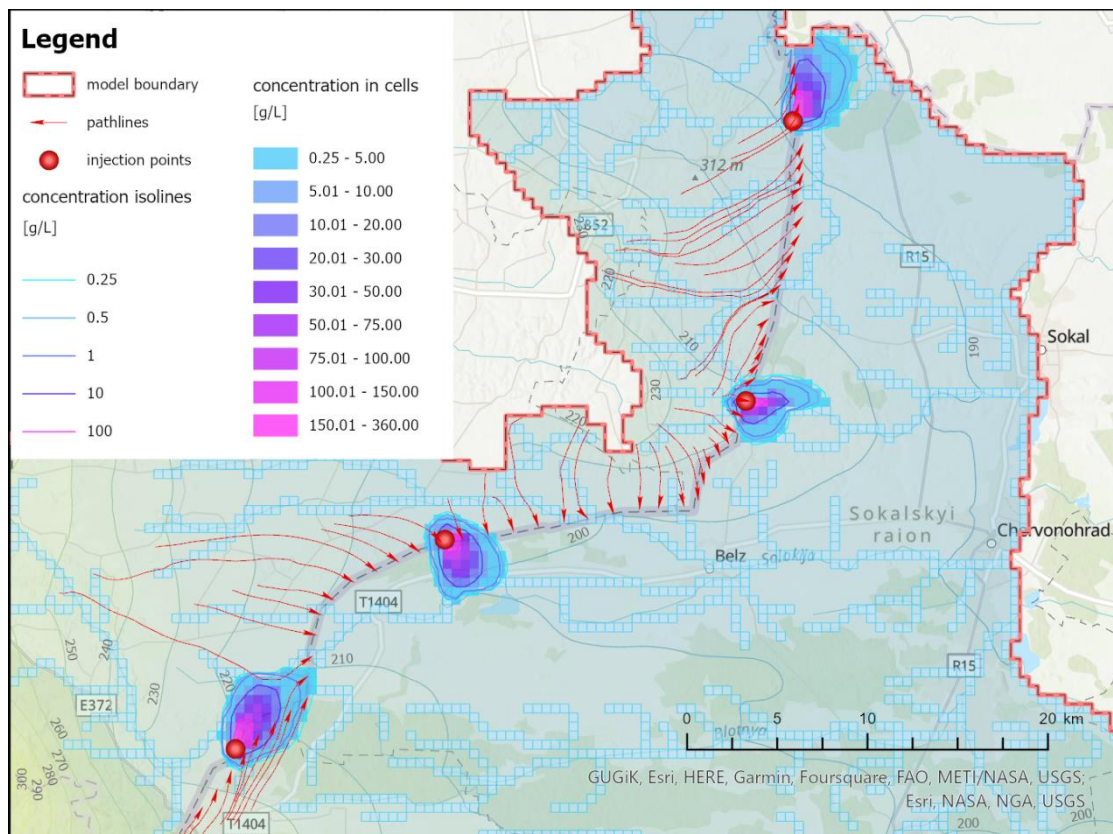 Legend
model boundary
pathlines
injection points
concentration isolines
[g/L]
0.25
0.5
1
10
100
concentration in cells
[g/L]
0.25 - 5.00
5.01 - 10.00
10.01 - 20.00
20.01 - 30.00
30.01 - 50.00
50.01 - 75.00
75.01 - 100.00
100.01 - 150.00
150.01 - 360.00
312 m
R15
220
210
190
Sokal
230
220
200
Sokalskyi
raion
Chervonohrad
Belz
Sołokija
T1404
210
R15
250
240
230
220
E372
260
270
280
290
300
T1404
0 5 10 20 km
GUGiK, Esri, HERE, Garmin, Foursquare, FAO, METI/NASA, USGS;
Esri, NASA, NGA, USGS
200
200